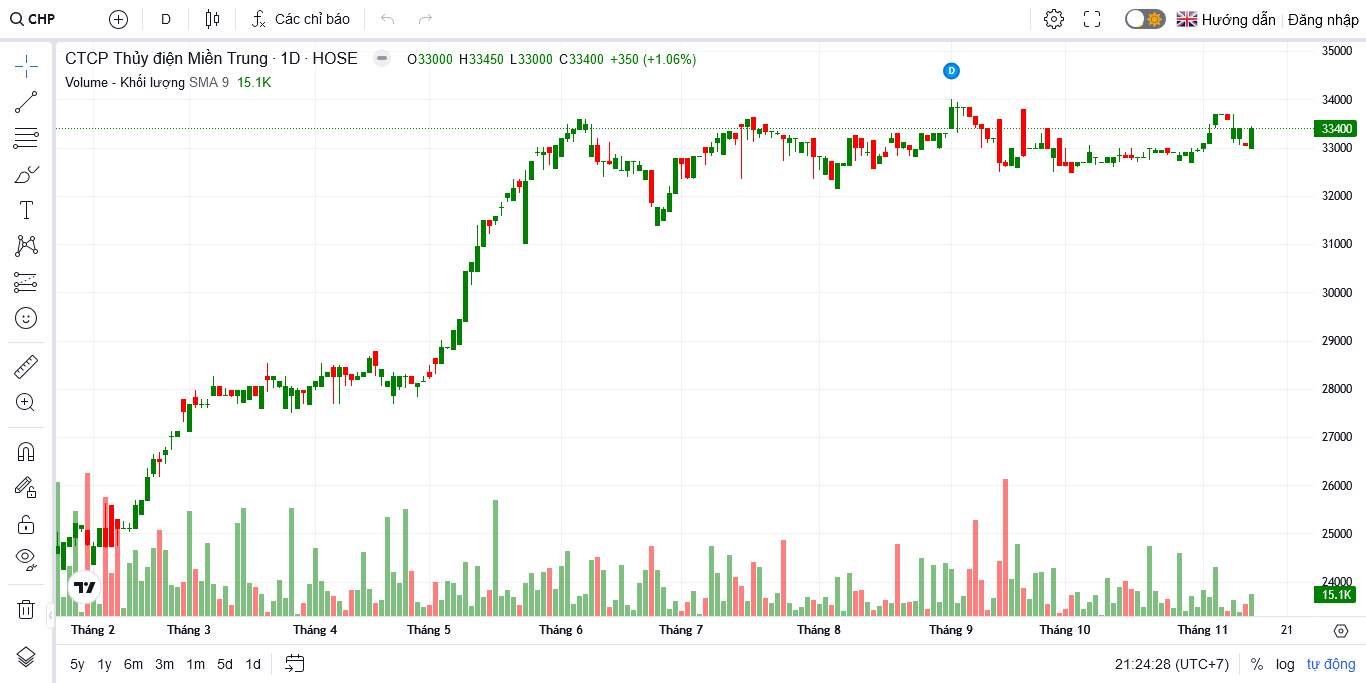 CHP D Các chỉ báo Hướng dẫn Đăng nhập
CTCP Thủy điện Miền Trung · 1D · HOSE O33000 H33450 L33000 C33400 +350 (+1.06%)
Volume - Khối lượng SMA 9 15.1K
D
35000
34000
33400
33000
32000
31000
30000
29000
28000
27000
26000
25000
24000
15.1K
Tháng 2 Tháng 3 Tháng 4 Tháng 5 Tháng 6 Tháng 7 Tháng 8 Tháng 9 Tháng 10 Tháng 11 21
5y 1y 6m 3m 1m 5d 1d 21:24:28 (UTC+7) % log tự động